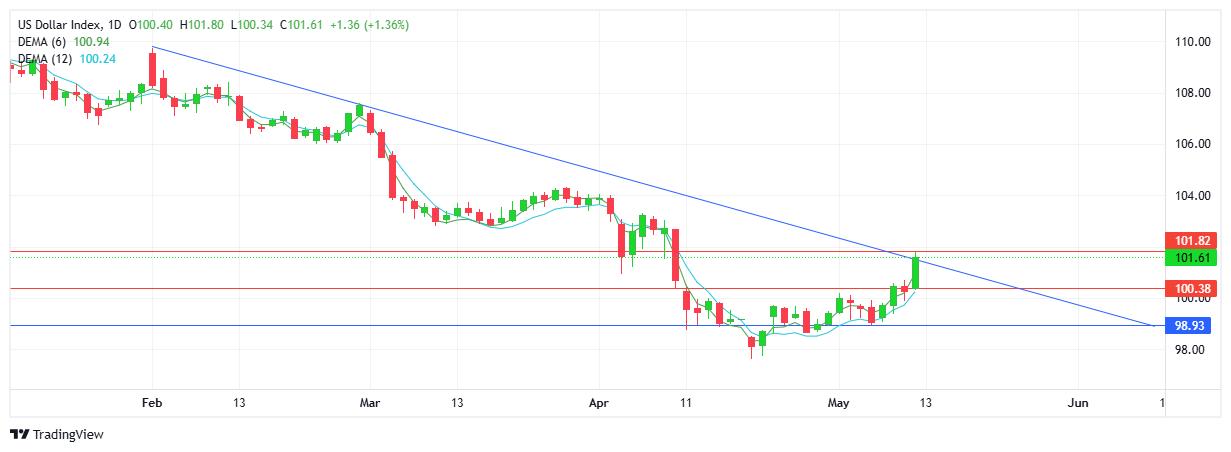 US Dollar Index, 1D O100.40 H101.80 L100.34 C101.61 +1.36 (+1.36%)
DEMA (6) 100.94
DEMA (12) 100.24
110.00
108.00
106.00
104.00
101.82
101.61
100.38
100.00
98.93
98.00
Feb 13 Mar 13 Apr 11 May 13 Jun 1
TradingView